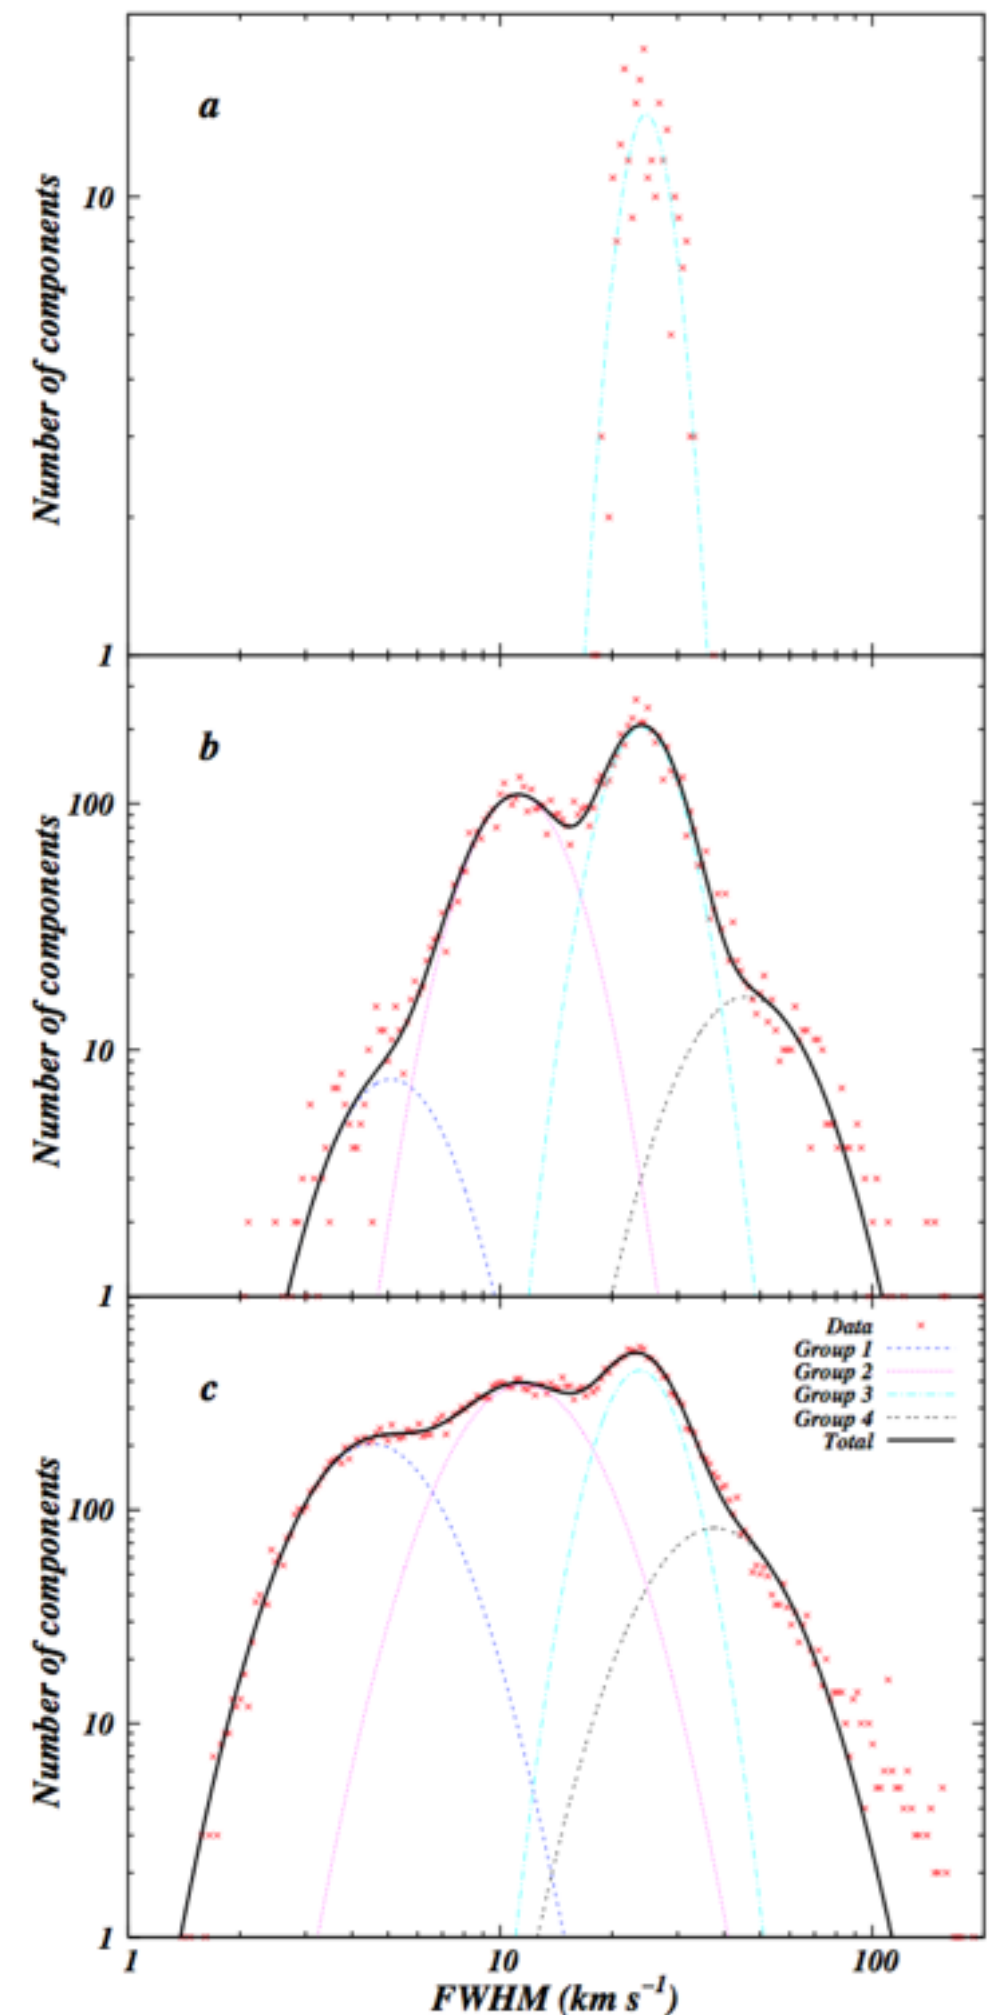 a
10
1
Number of components
b
100
10
1
Number of components
c
Data
Group 1
Group 2
Group 3
Group 4
Total
100
10
1
Number of components
1
10
100
FWHM (km s⁻¹)